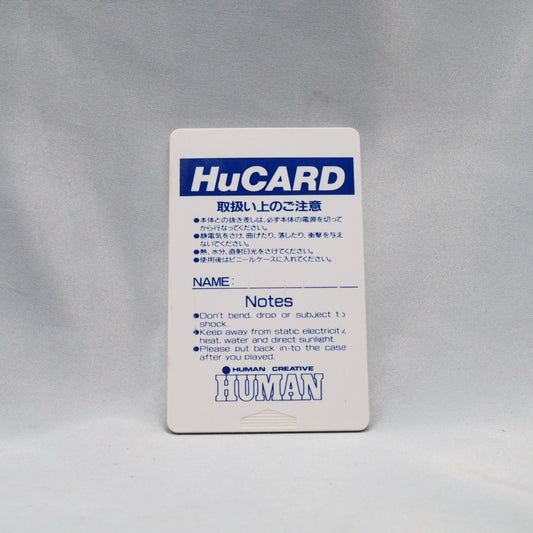 HuCARD
取扱い上のご注意
●本体との抜き差しは、必ず本体の電源を切って
から行なってください。
●静電気をさけ、曲げたり、落したり、衝撃を与え
ないでください。
●熱、水分、直射日光をさけてください。
●使用後はビニールケースに入れてください。
NAME:
Notes
●Don't bend, drop or subject to
shock.
●Keep away from static electricity,
heat, water and direct sunlight.
●Please put back in-to the case
after you played.
HUMAN CREATIVE
HUMAN